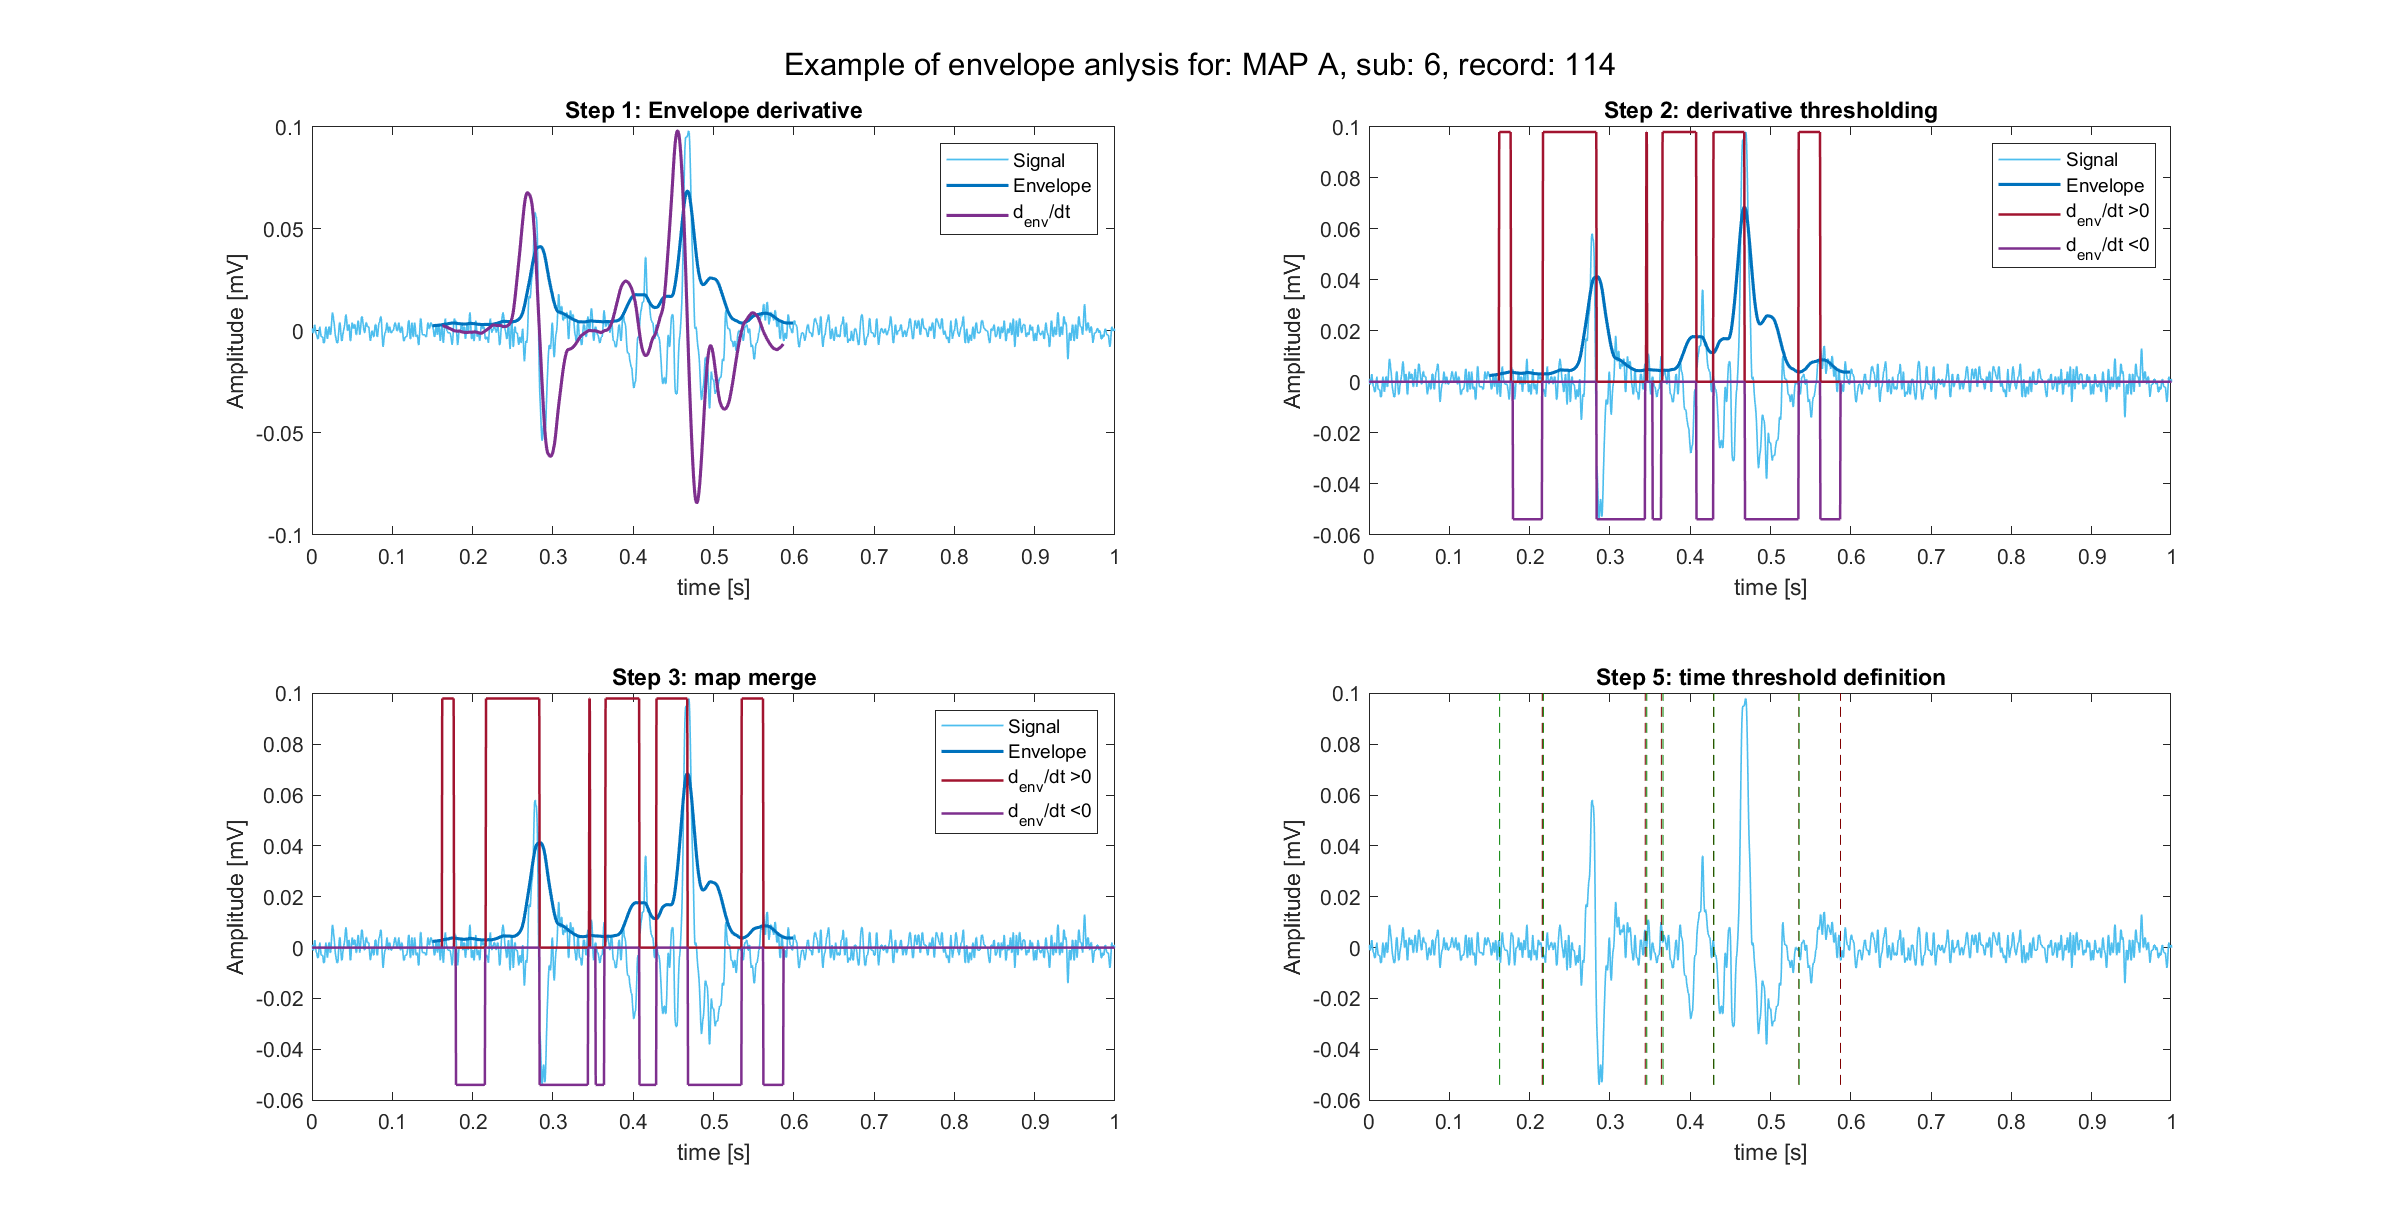 Example of envelope anlysis for: MAP A, sub: 6, record: 114
Step 1: Envelope derivative
0.1
0.05
0
-0.05
-0.1
Amplitude [mV]
0 0.1 0.2 0.3 0.4 0.5 0.6 0.7 0.8 0.9 1
time [s]
Signal
Envelope
d_env/dt
Step 2: derivative thresholding
0.1
0.08
0.06
0.04
0.02
0
-0.02
-0.04
-0.06
Amplitude [mV]
0 0.1 0.2 0.3 0.4 0.5 0.6 0.7 0.8 0.9 1
time [s]
Signal
Envelope
d_env/dt >0
d_env/dt <0
Step 3: map merge
0.1
0.08
0.06
0.04
0.02
0
-0.02
-0.04
-0.06
Amplitude [mV]
0 0.1 0.2 0.3 0.4 0.5 0.6 0.7 0.8 0.9 1
time [s]
Signal
Envelope
d_env/dt >0
d_env/dt <0
Step 5: time threshold definition
0.1
0.08
0.06
0.04
0.02
0
-0.02
-0.04
-0.06
Amplitude [mV]
0 0.1 0.2 0.3 0.4 0.5 0.6 0.7 0.8 0.9 1
time [s]